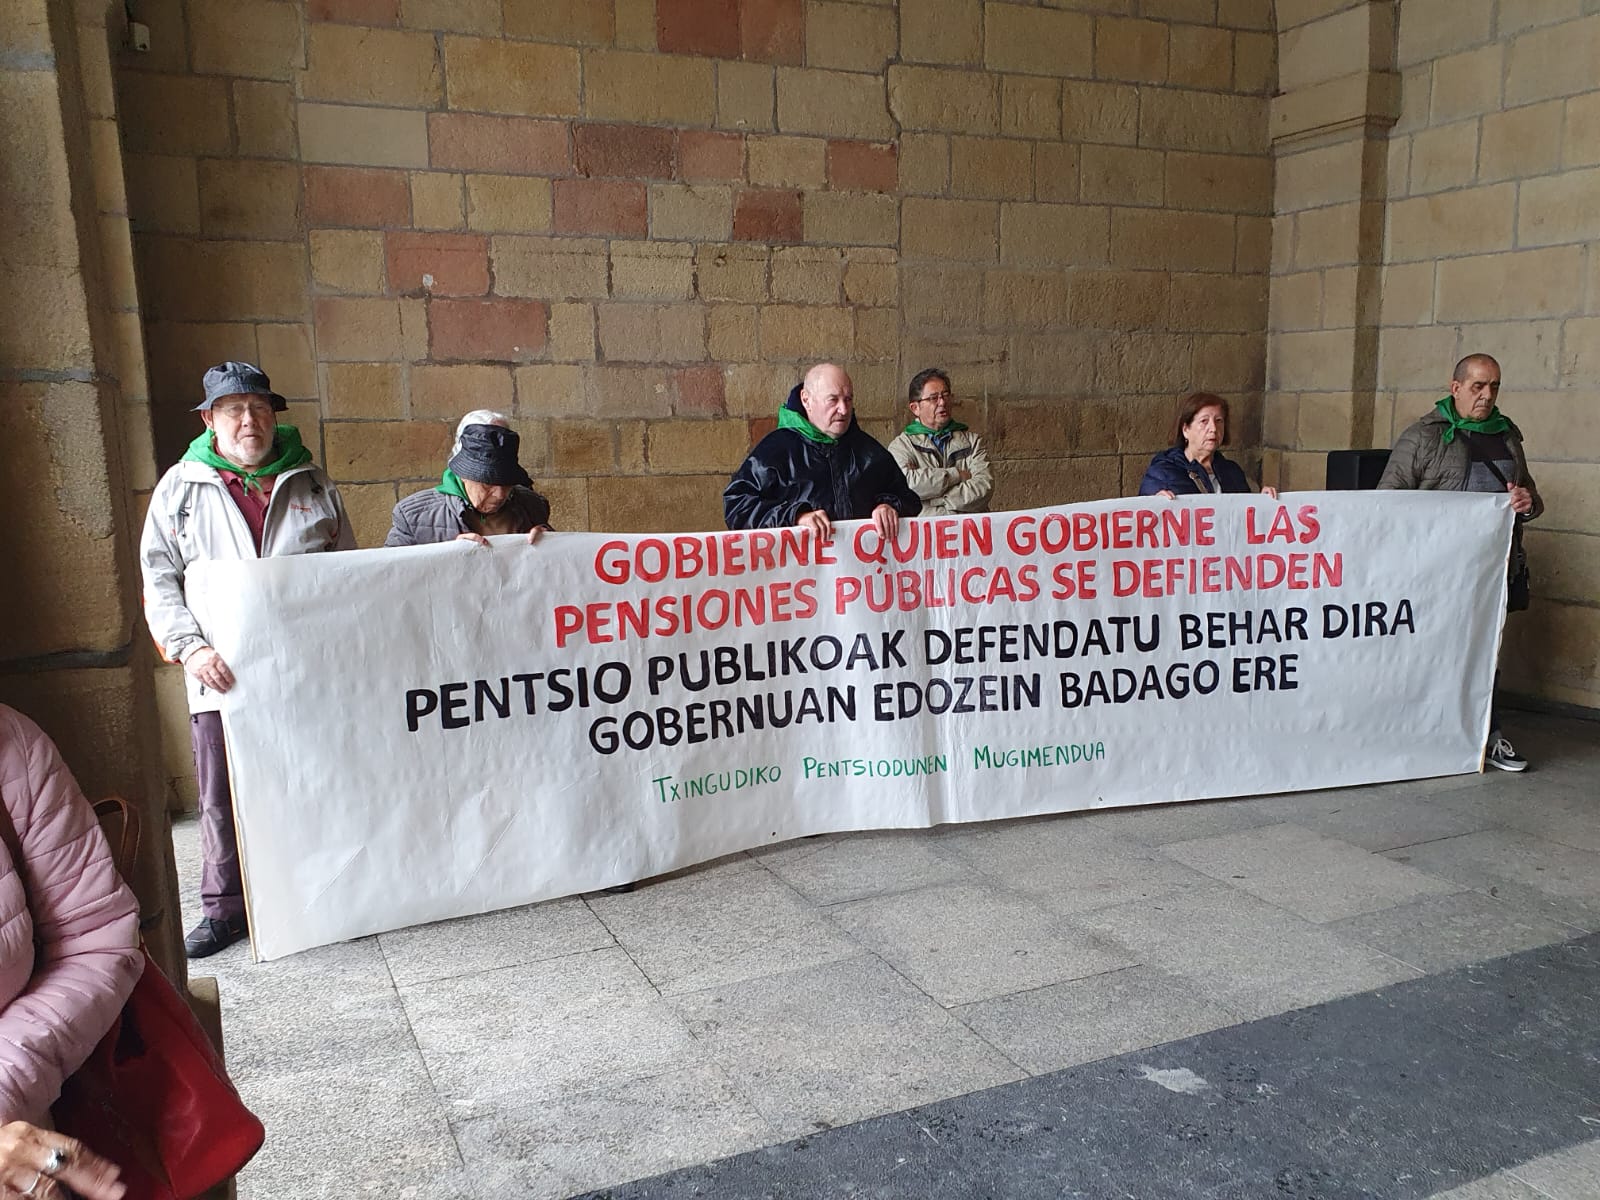 GOBIERNE QUIEN GOBIERNE LAS
PENSIONES PÚBLICAS SE DEFIENDEN
PENTSIO PUBLIKOAK DEFENDATU BEHAR DIRA
GOBERNUAN EDOZEIN BADAGO ERE
TXINGUDIKO PENTSIODUNEN MUGIMENDUA